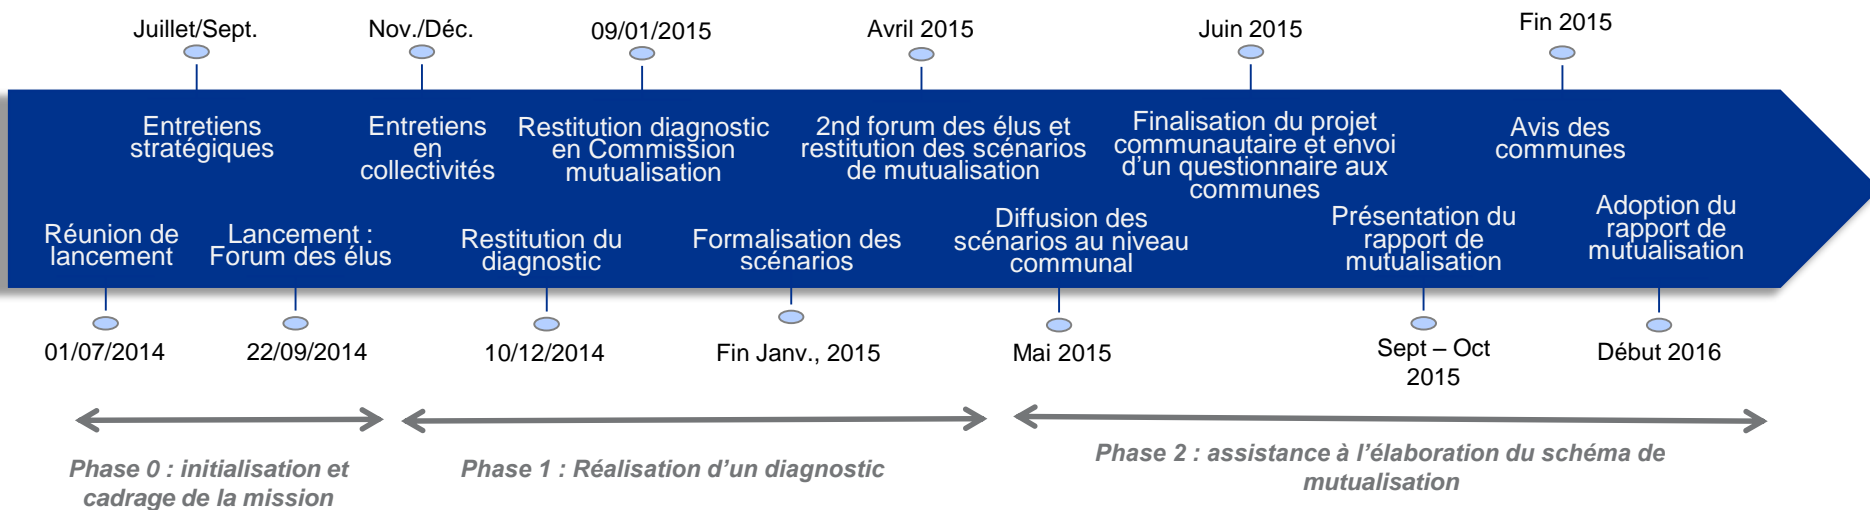 Juillet/Sept.
Nov./Déc.
09/01/2015
Avril 2015
Juin 2015
Fin 2015
Entretiens
stratégiques
Entretiens
en
collectivités
Restitution diagnostic
en Commission
mutualisation
2nd forum des élus et
restitution des scénarios
de mutualisation
Finalisation du projet
communautaire et envoi
d'un questionnaire aux
communes
Avis des
communes
Réunion de
lancement
Lancement :
Forum des élus
Restitution du
diagnostic
Formalisation des
scénarios
Diffusion des
scénarios au niveau
communal
Présentation du
rapport de
mutualisation
Adoption du
rapport de
mutualisation
01/07/2014
22/09/2014
10/12/2014
Fin Janv., 2015
Mai 2015
Sept – Oct
2015
Début 2016
Phase 0 : initialisation et
cadrage de la mission
Phase 1 : Réalisation d'un diagnostic
Phase 2 : assistance à l'élaboration du schéma de
mutualisation